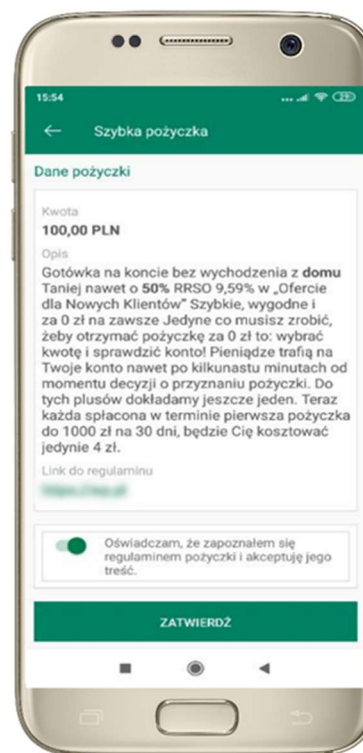 15:54
29
Szybka pożyczka
Dane pożyczki
Kwota
100,00 PLN
Opis
Gotówka na koncie bez wychodzenia z domu
Taniej nawet o 50% RRSO 9,59% w „Ofercie
dla Nowych Klientów" Szybkie, wygodne i
za 0 zł na zawsze Jedyne co musisz zrobić,
żeby otrzymać pożyczkę za 0 zł to: wybrać
kwotę i sprawdzić konto! Pieniądze trafią na
Twoje konto nawet po kilkunastu minutach od
momentu decyzji o przyznaniu pożyczki. Do
tych plusów dokładamy jeszcze jeden. Teraz
każda spłacona w terminie pierwsza pożyczka
do 1000 zł na 30 dni, będzie Cię kosztować
jedynie 4 zł.
Link do regulaminu
Oświadczam, że zapoznałem się
regulaminem pożyczki i akceptuję jego
treść.
ZATWIERDŹ